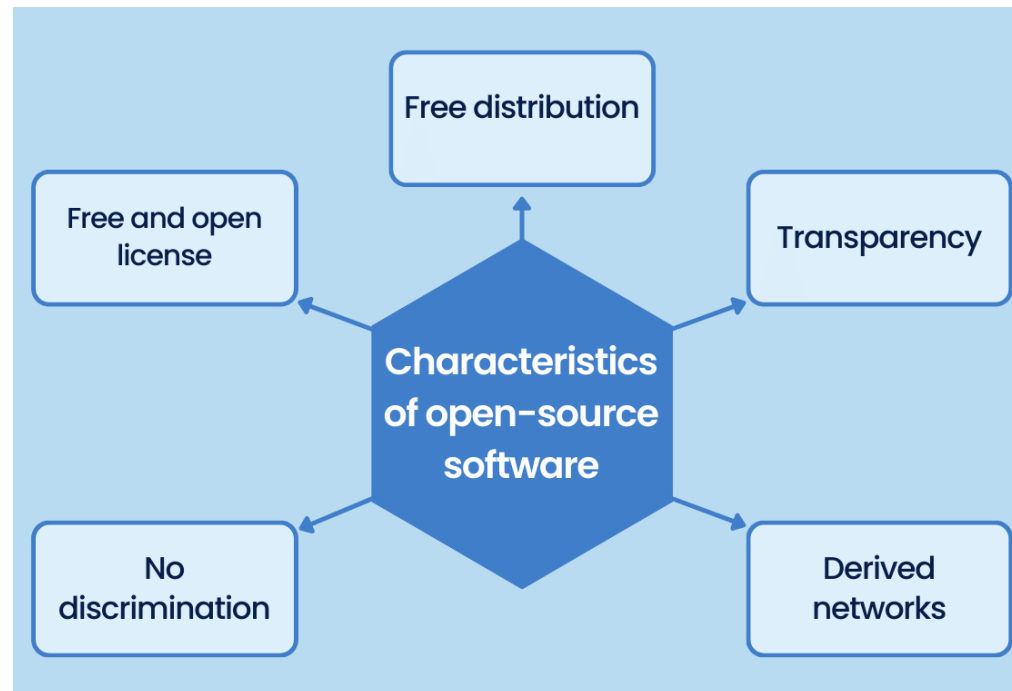 Free distribution
Free and open
license
Transparency
Characteristics
of open-source
software
No
discrimination
Derived
networks